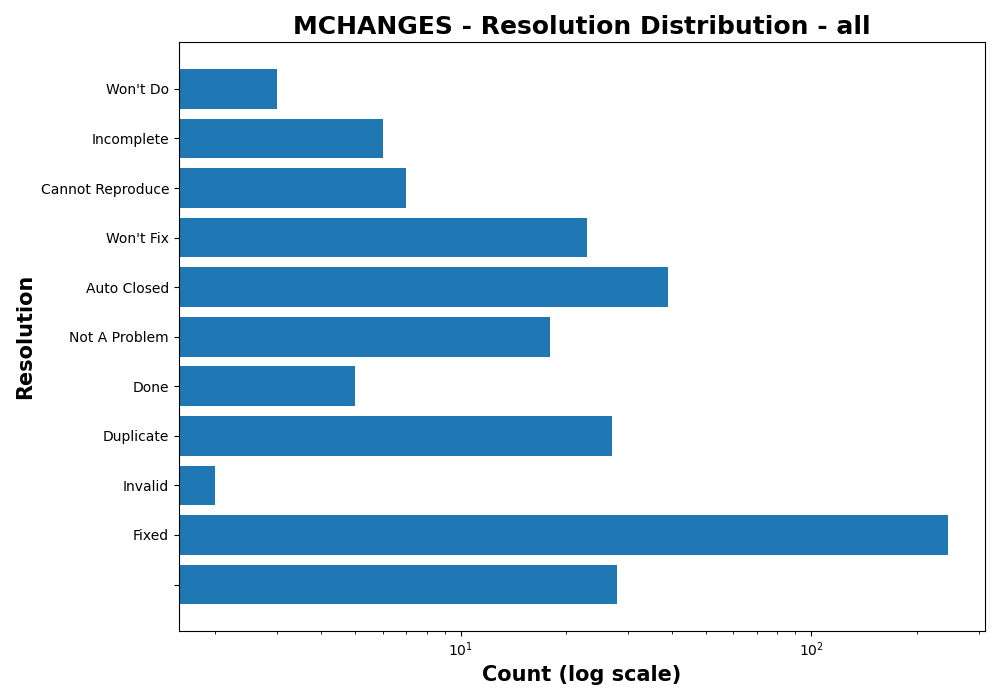 MCHANGES - Resolution Distribution - all
Won't Do
Incomplete
Cannot Reproduce
Won't Fix
Auto Closed
Not A Problem
Done
Duplicate
Invalid
Fixed
Resolution
10¹
10²
Count (log scale)